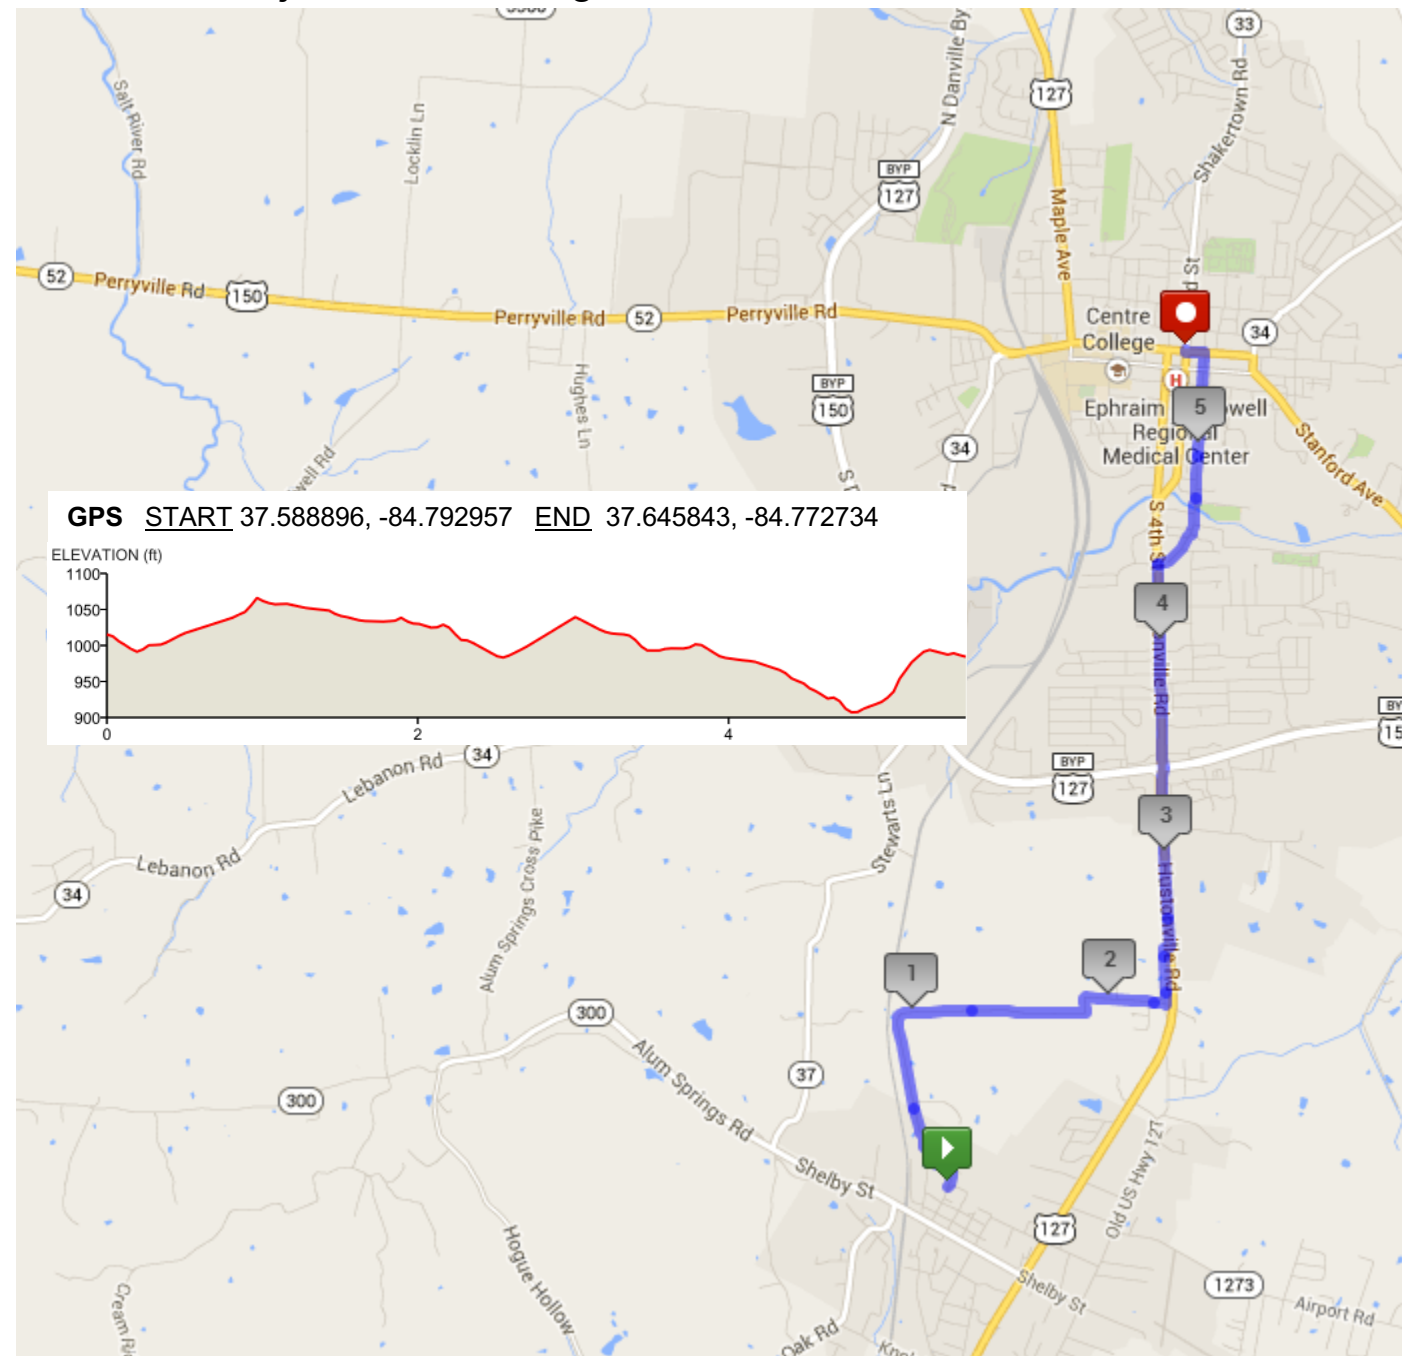 33
127
N Danville By
Shakertown Rd
Salt River Rd
Locklin Ln
BYP
127
Maple Ave
52
Perryville Rd
150
Perryville Rd
52
Perryville Rd
Centre
College
34
H
BYP
150
Hughes Ln
5
Ephraim
Regional
Medical Center
Stanford Ave
34
GPS START 37.588896, -84.792957 END 37.645843, -84.772734
ELEVATION (ft)
1100
1050
1000
950
900
0
2
4
S 4th S
4
BYP
127
3
34
Lebanon Rd
Lebanon Rd
34
Stewarts Ln
Alum Springs Cross Pike
Hustonville Rd
1
2
300
Alum Springs Rd
37
300
Shelby St
Old US Hwy 127
127
Shelby St
1273
Airport Rd
Hogue Hollow
Oak Rd